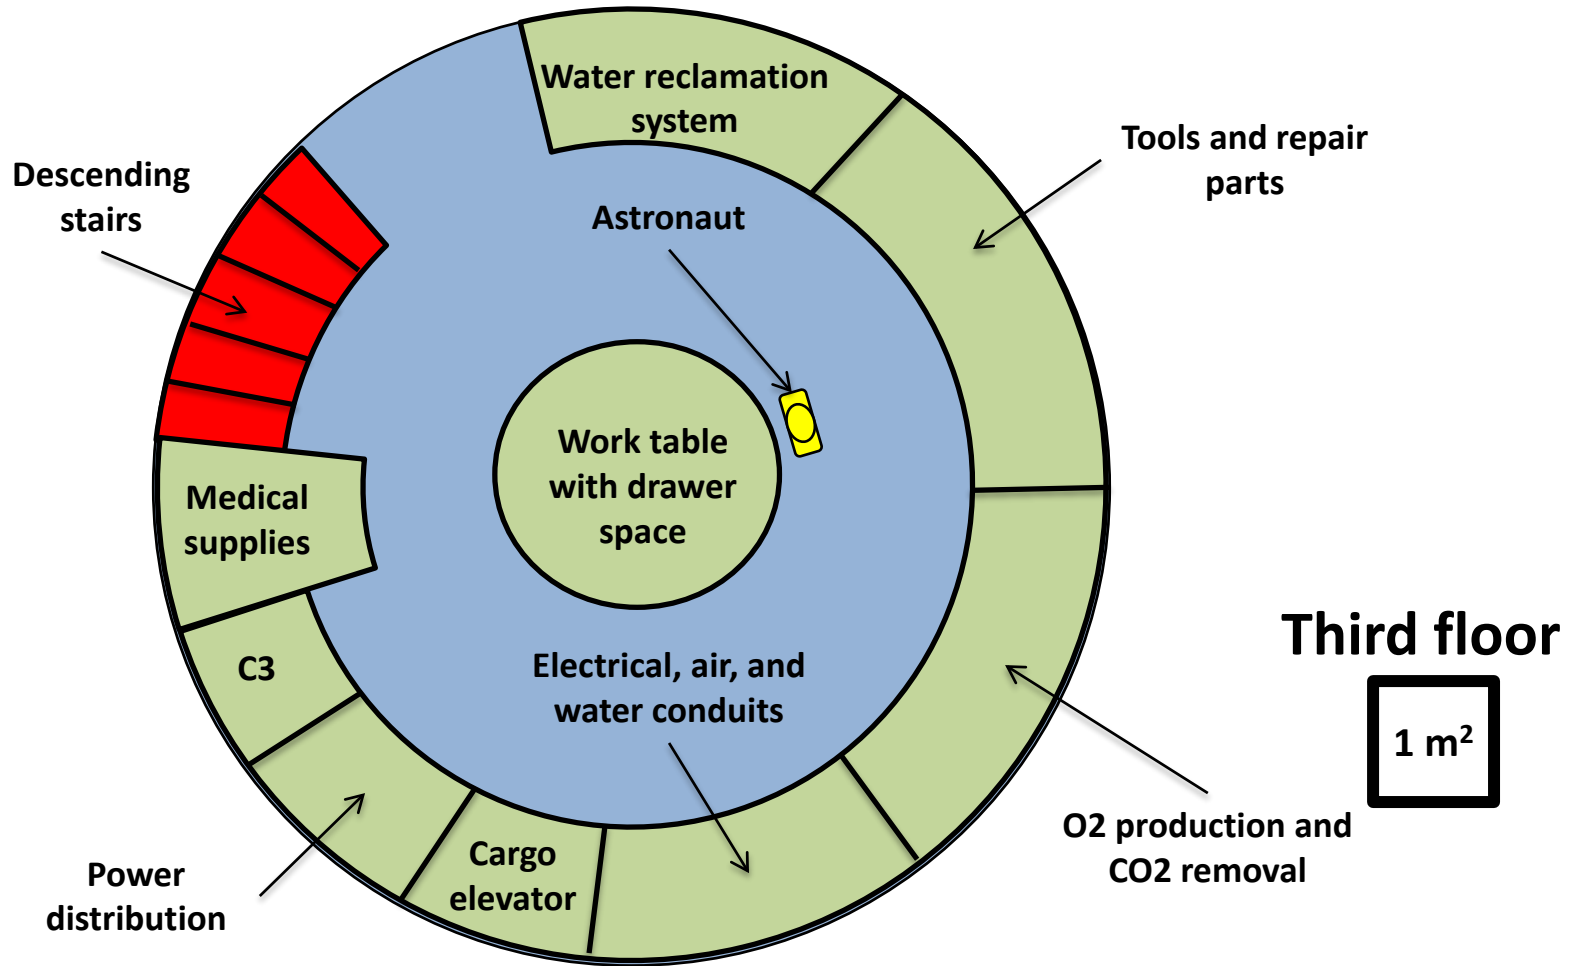 Water reclamation
system
Tools and repair
parts
Descending
stairs
Astronaut
Work table
with drawer
space
Medical
supplies
C3
Electrical, air, and
water conduits
Third floor
1 m²
O2 production and
CO2 removal
Cargo
elevator
Power
distribution